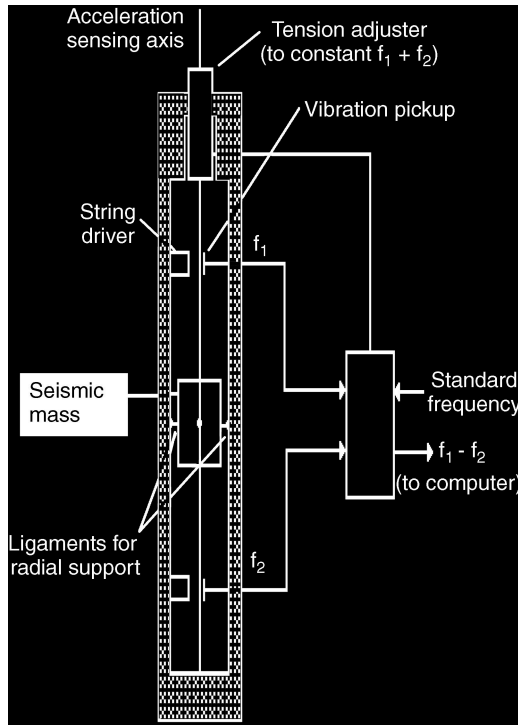 Acceleration
sensing axis
Tension adjuster
(to constant f₁ + f₂)
Vibration pickup
String
driver
f₁
Seismic
mass
Standard
frequency
f₁ - f₂
(to computer)
Ligaments for
radial support
f₂